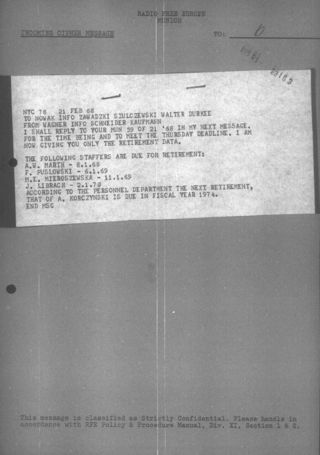 RADIO FREE EUROPE
MUNICH
INCOMING CIPHER MESSAGE
TO:
NYC 78 21 FEB 68
TO NOWAK INFO ZAWADZKI SZULCZEWSKI WALTER DURKEE
FROM WAGNER INFO SCHNEIDER KAUFMANN
I SHALL REPLY TO YOUR MUN 39 OF 21 '68 IN MY NEXT MESSAGE.
FOR THE TIME BEING AND TO MEET THE THURSDAY DEADLINE, I AM
NOW GIVING YOU ONLY THE RETIREMENT DATA.
THE FOLLOWING STAFFERS ARE DUE FOR RETIREMENT:
A.W. MARTH - 8.1.68
F. PUSLOWSKI - 6.1.69
M.E. MIEROSZEWSKA - 11.1.69
J. LIBRACH - 2.1.70
ACCORDING TO THE PERSONNEL DEPARTMENT THE NEXT RETIREMENT,
THAT OF A. KORCZYNSKI IS DUE IN FISCAL YEAR 1974.
END MSG
This message is classified as Strictly Confidential. Please handle in
accordance with RFE Policy & Procedure Manual, Div. XI, Section 1 & 2.